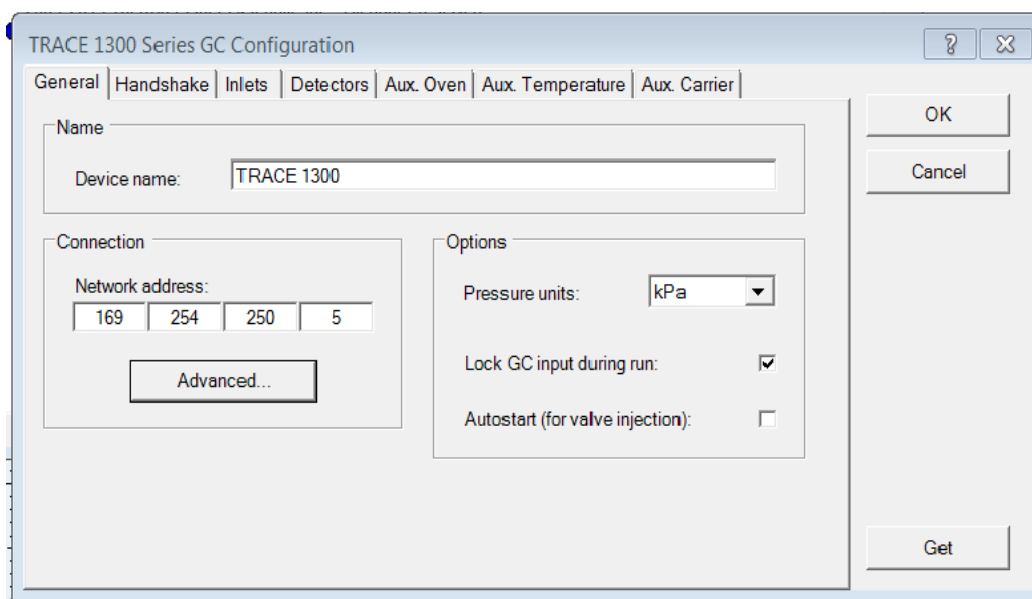 TRACE 1300 Series GC Configuration
General Handshake Inlets Detectors Aux. Oven Aux. Temperature Aux. Carrier
Name
Device name: TRACE 1300
Connection
Network address:
169 254 250 5
Advanced...
Options
Pressure units: kPa
Lock GC input during run:
Autostart (for valve injection):
OK
Cancel
Get